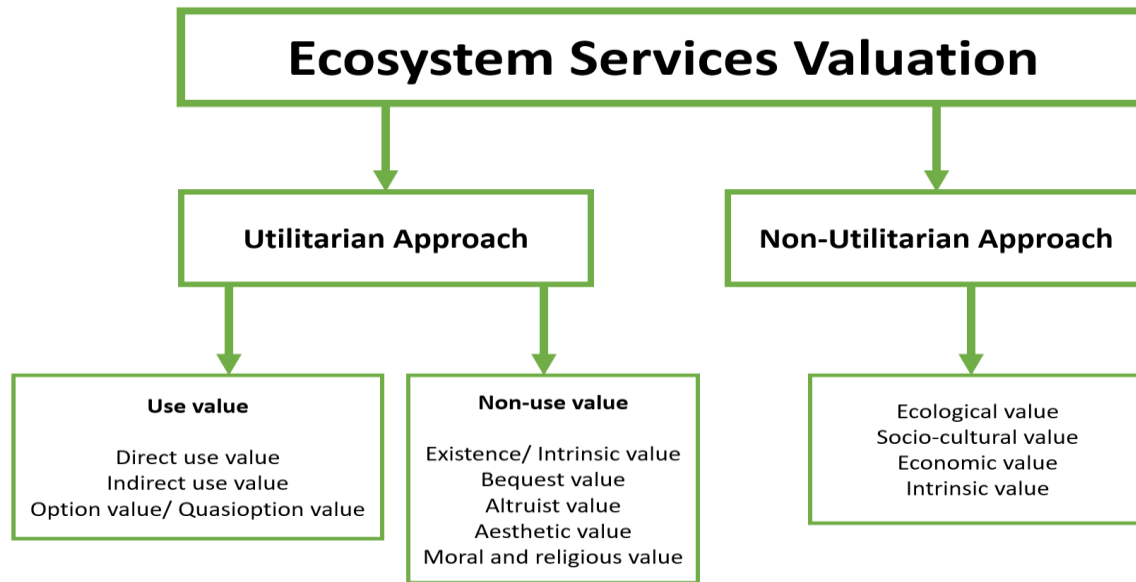 Ecosystem Services Valuation
Utilitarian Approach
Non-Utilitarian Approach
Use value
Direct use value
Indirect use value
Option value/ Quasioption value
Non-use value
Existence/ Intrinsic value
Bequest value
Altruist value
Aesthetic value
Moral and religious value
Ecological value
Socio-cultural value
Economic value
Intrinsic value